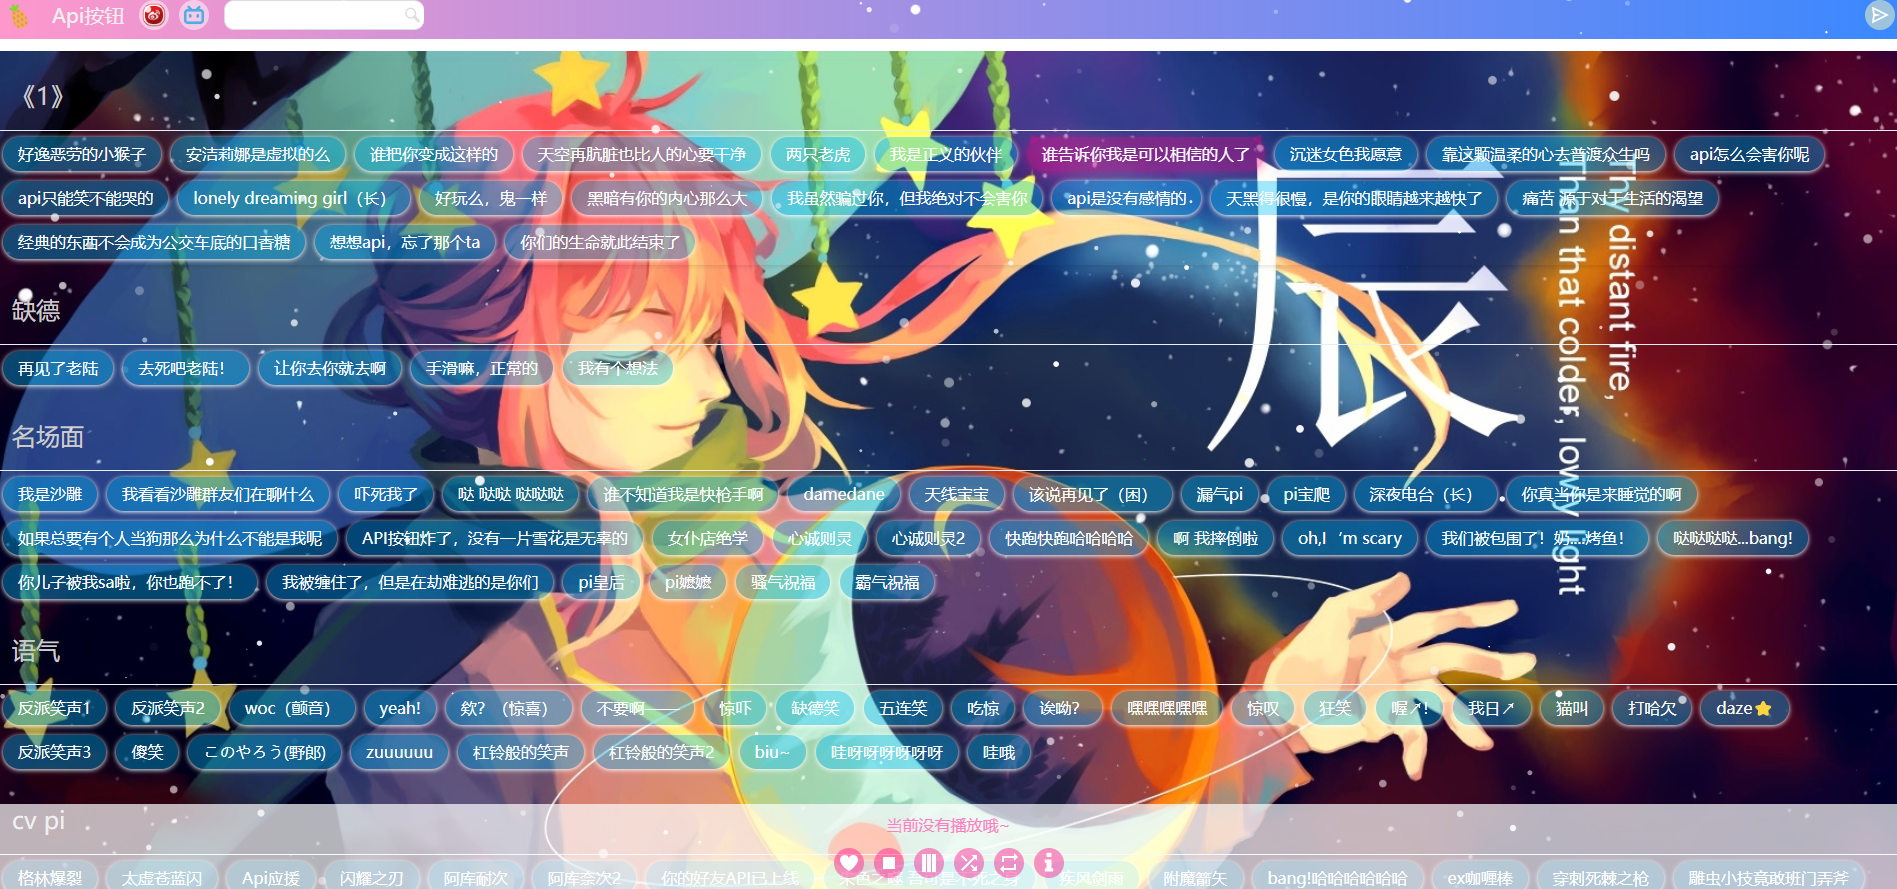 Api按钮
《1》
好逸恶劳的小猴子 安洁莉娜是虚拟的么 谁把你变成这样的 天空再肮脏也比人的心要干净 两只老虎 我是正义的伙伴 谁告诉你我是可以相信的人了 沉迷女色我愿意 靠这颗温柔的心去普渡众生吗 api怎么会害你呢
api只能笑不能哭的 lonely dreaming girl（长） 好玩么，鬼一样 黑暗有你的内心那么大 我虽然骗过你，但我绝对不会害你 api是没有感情的. 天黑得很慢，是你的眼睛越来越快了 痛苦 源于对于生活的渴望
经典的东画不会成为公交车底的口香糖 想想api，忘了那个ta 你们的生命就此结束了
辰
Thy distant fire,
Than that colder, lowly light
缺德
再见了老陆 去死吧老陆！ 让你去你就去啊 手滑嘛，正常的 我有个想法
名场面
我是沙雕 我看看沙雕群友们在聊什么 吓死我了 哒 哒哒 哒哒哒 谁不知道我是快枪手啊 damedane 天线宝宝 该说再见了（困） 漏气pi pi宝爬 深夜电台（长） 你真当你是来睡觉的啊
如果总要有个人当狗那么为什么不能是我呢 API按钮炸了，没有一片雪花是无辜的 女仆店绝学 心诚则灵 心诚则灵2 快跑快跑哈哈哈哈 啊 我摔倒啦 oh,I‘m scary 我们被包围了！奶....烤鱼！ 哒哒哒哒...bang!
你儿子被我sa啦，你也跑不了！ 我被缠住了，但是在劫难逃的是你们 pi皇后 pi嬷嬷 骚气祝福 霸气祝福
语气
反派笑声1 反派笑声2 woc（颤音） yeah! 欸？（惊喜） 不要啊—— 惊吓 缺德笑 五连笑 吃惊 诶呦？ 嘿嘿嘿嘿嘿 惊叹 狂笑 喔↗! 我日↗ 猫叫 打哈欠 daze⭐
反派笑声3 傻笑 このやろう(野郎) zuuuuuu 杠铃般的笑声 杠铃般的笑声2 biu~ 哇呀呀呀呀呀呀 哇哦
cv pi
当前没有播放哦~
格林爆裂 太虚苍蓝闪 Api应援 闪耀之刃 阿库耐次 阿库奈次2 你的好友API已上线 疾风剑雨 附魔箭矢 bang!哈哈哈哈哈哈 ex咖喱棒 穿刺死棘之枪 雕虫小技竟敢班门弄斧